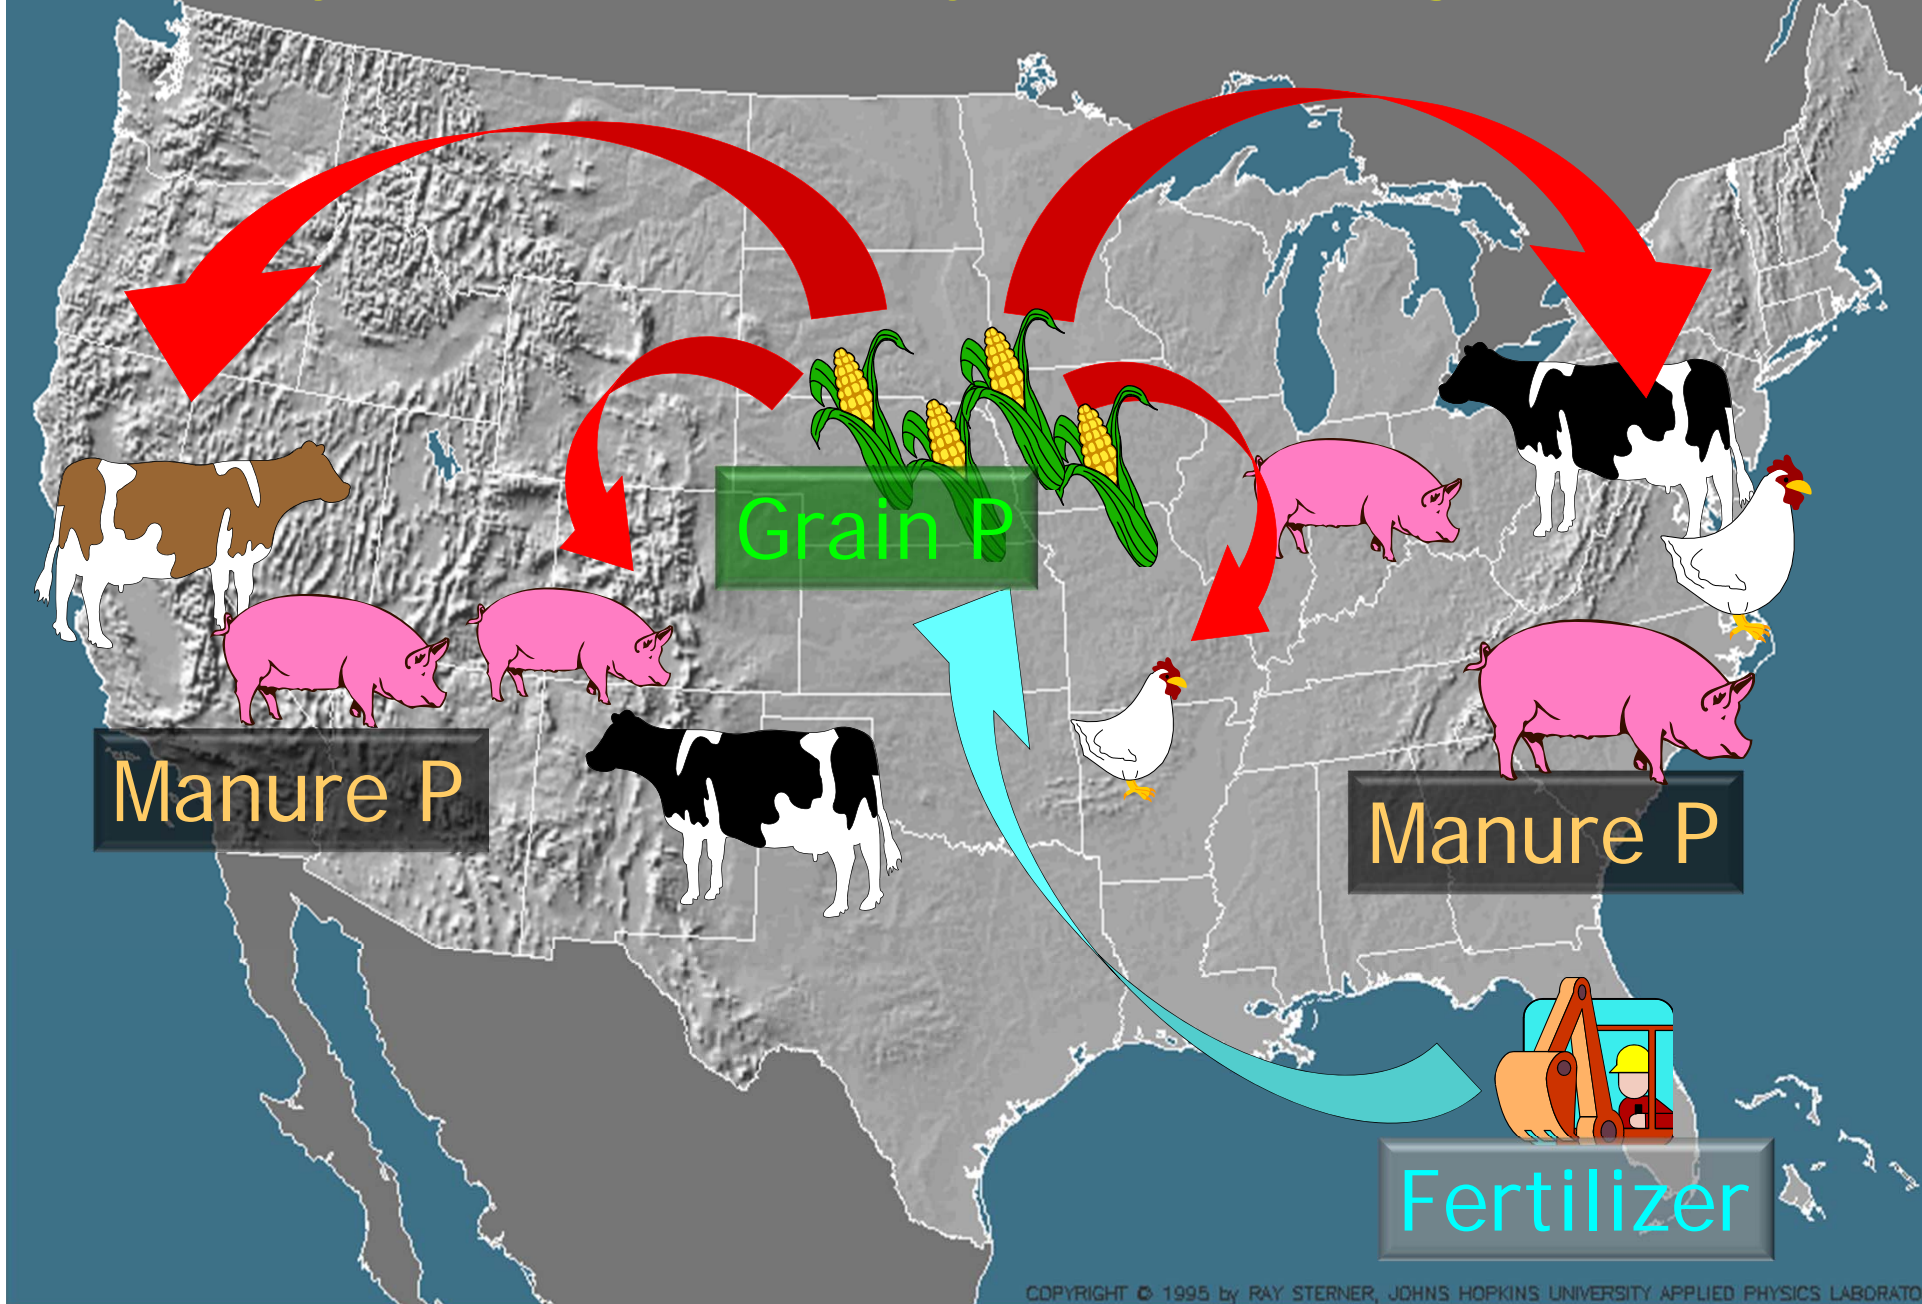 Grain P
Manure P
Manure P
Fertilizer
COPYRIGHT © 1995 by RAY STERNER, JOHNS HOPKINS UNIVERSITY APPLIED PHYSICS LABORATO